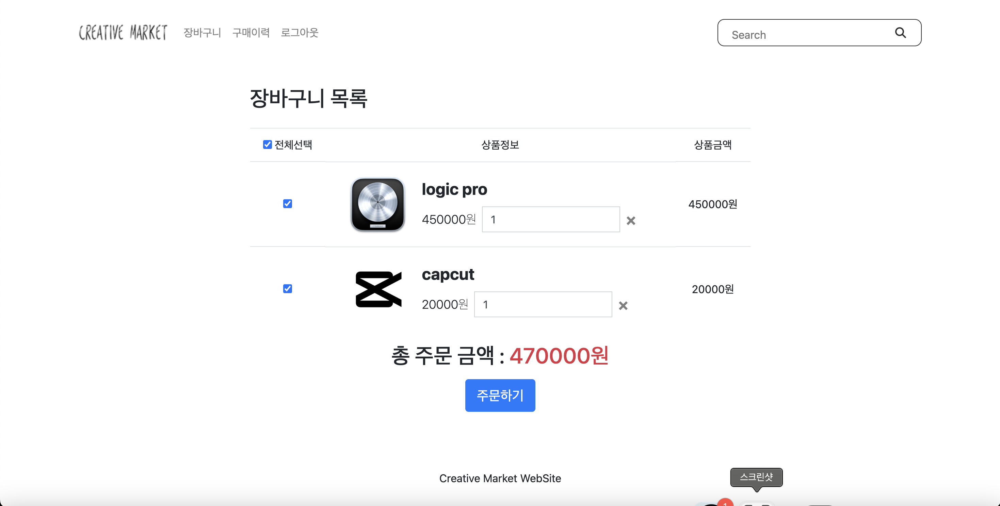 CREATIVE MARKET 장바구니 구매이력 로그아웃 Search
장바구니 목록
전체선택 상품정보 상품금액
logic pro
450000원 1 450000원
capcut
20000원 1 20000원
총 주문 금액 : 470000원
주문하기
Creative Market WebSite
스크린샷
1